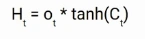 Hₜ = oₜ * tanh(Cₜ)